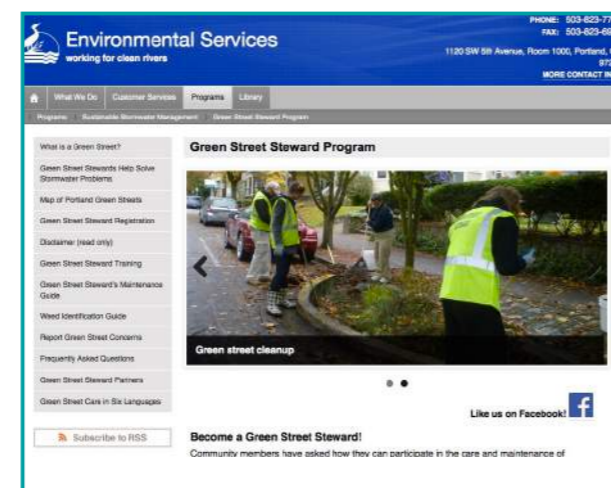 PHONE: 503-823-77
FAX: 503-823-69
Environmental Services
working for clean rivers
1120 SW 5th Avenue, Room 1000, Portland,
972
MORE CONTACT IN
What We Do
Customer Services
Programs
Library
Programs
Sustainable Stormwater Management
Green Street Steward Program
What is a Green Street?
Green Street Stewards Help Solve
Stormwater Problems
Map of Portland Green Streets
Green Street Steward Registration
Disclaimer (read only)
Green Street Steward Training
Green Street Steward's Maintenance
Guide
Weed Identification Guide
Report Green Street Concerns
Frequently Asked Questions
Green Street Steward Partners
Green Street Care in Six Languages
Subscribe to RSS
Green Street Steward Program
Green street cleanup
Like us on Facebook!
Become a Green Street Steward!
Community members have asked how they can participate in the care and maintenance of